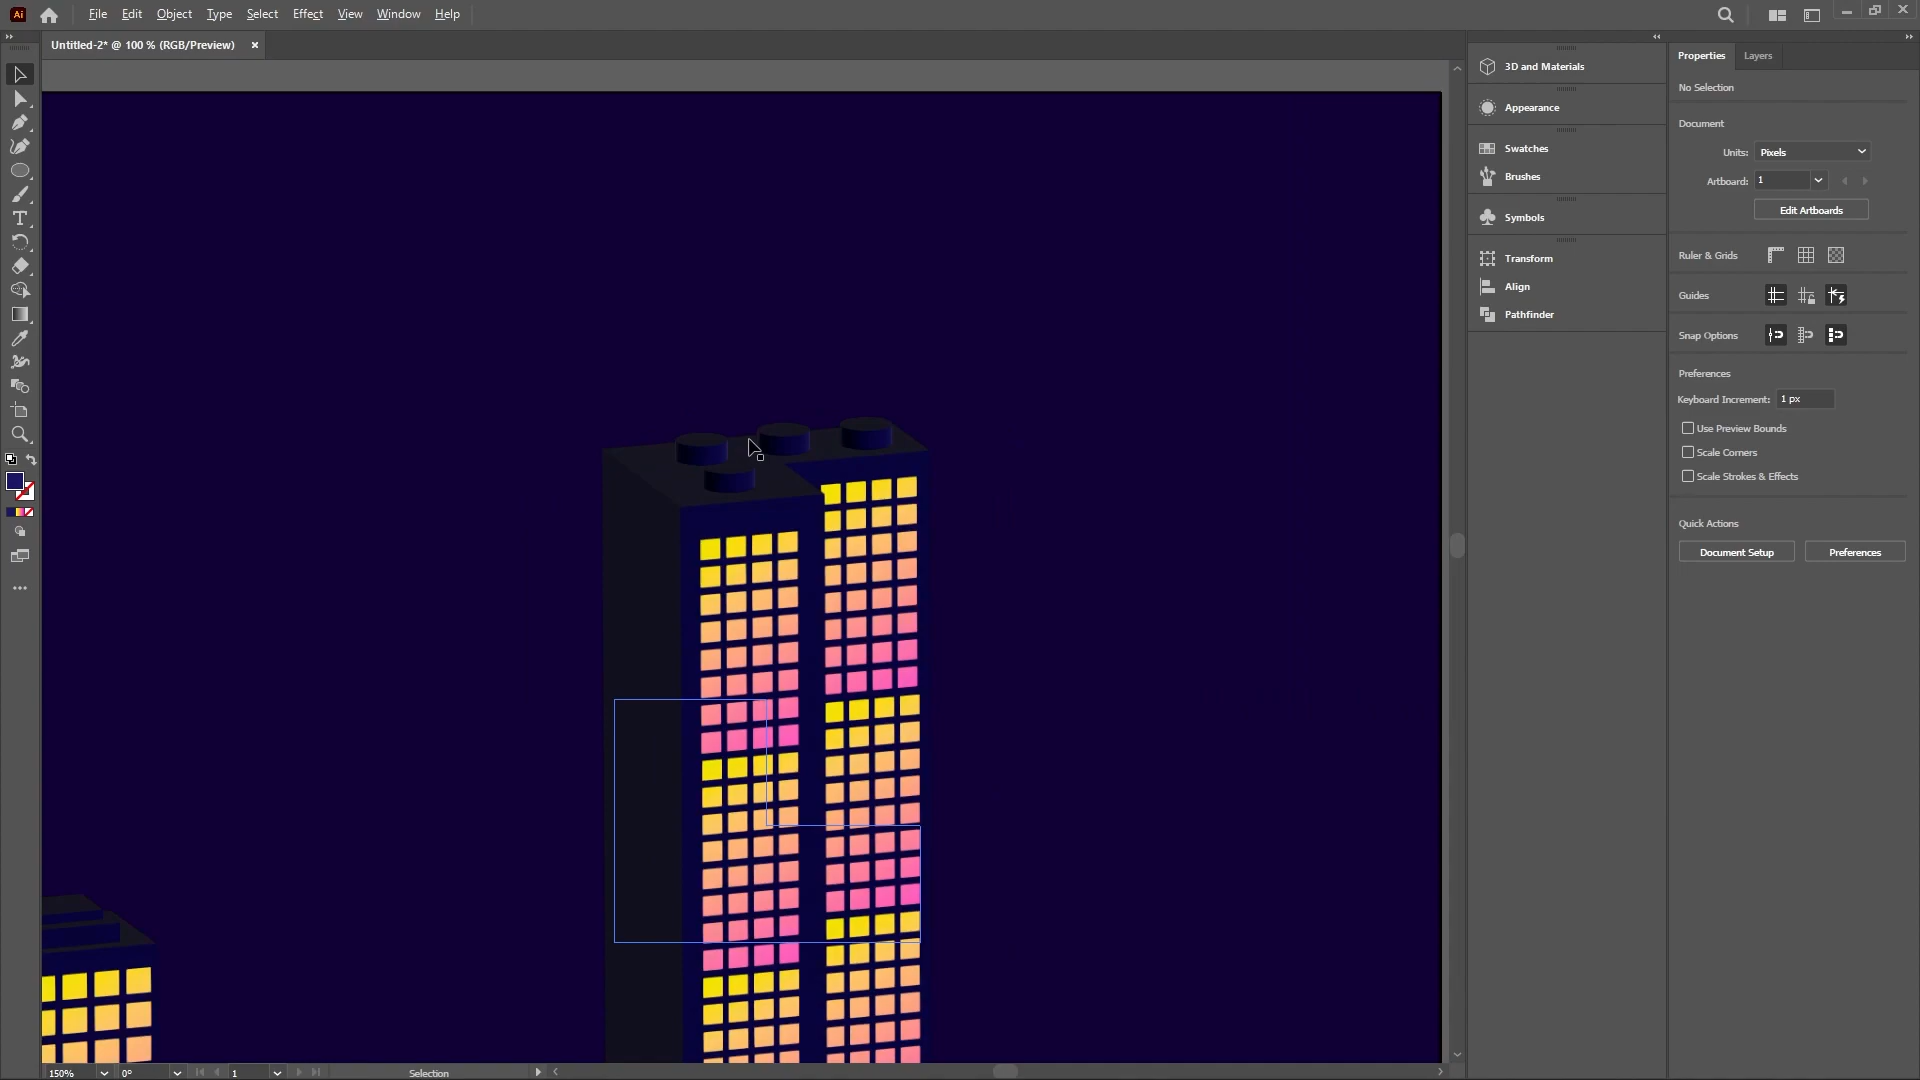 Ai File Edit Object Type Select Effect View Window Help
Untitled-2* @ 100 % (RGB/Preview) ×
3D and Materials
Appearance
Swatches
Brushes
Symbols
Transform
Align
Pathfinder
Properties Layers
No Selection
Document
Units: Pixels
Artboard: 1
Edit Artboards
Ruler & Grids
Guides
Snap Options
Preferences
Keyboard Increment: 1 px
Use Preview Bounds
Scale Corners
Scale Strokes & Effects
Quick Actions
Document Setup Preferences
150% 0° 1 Selection